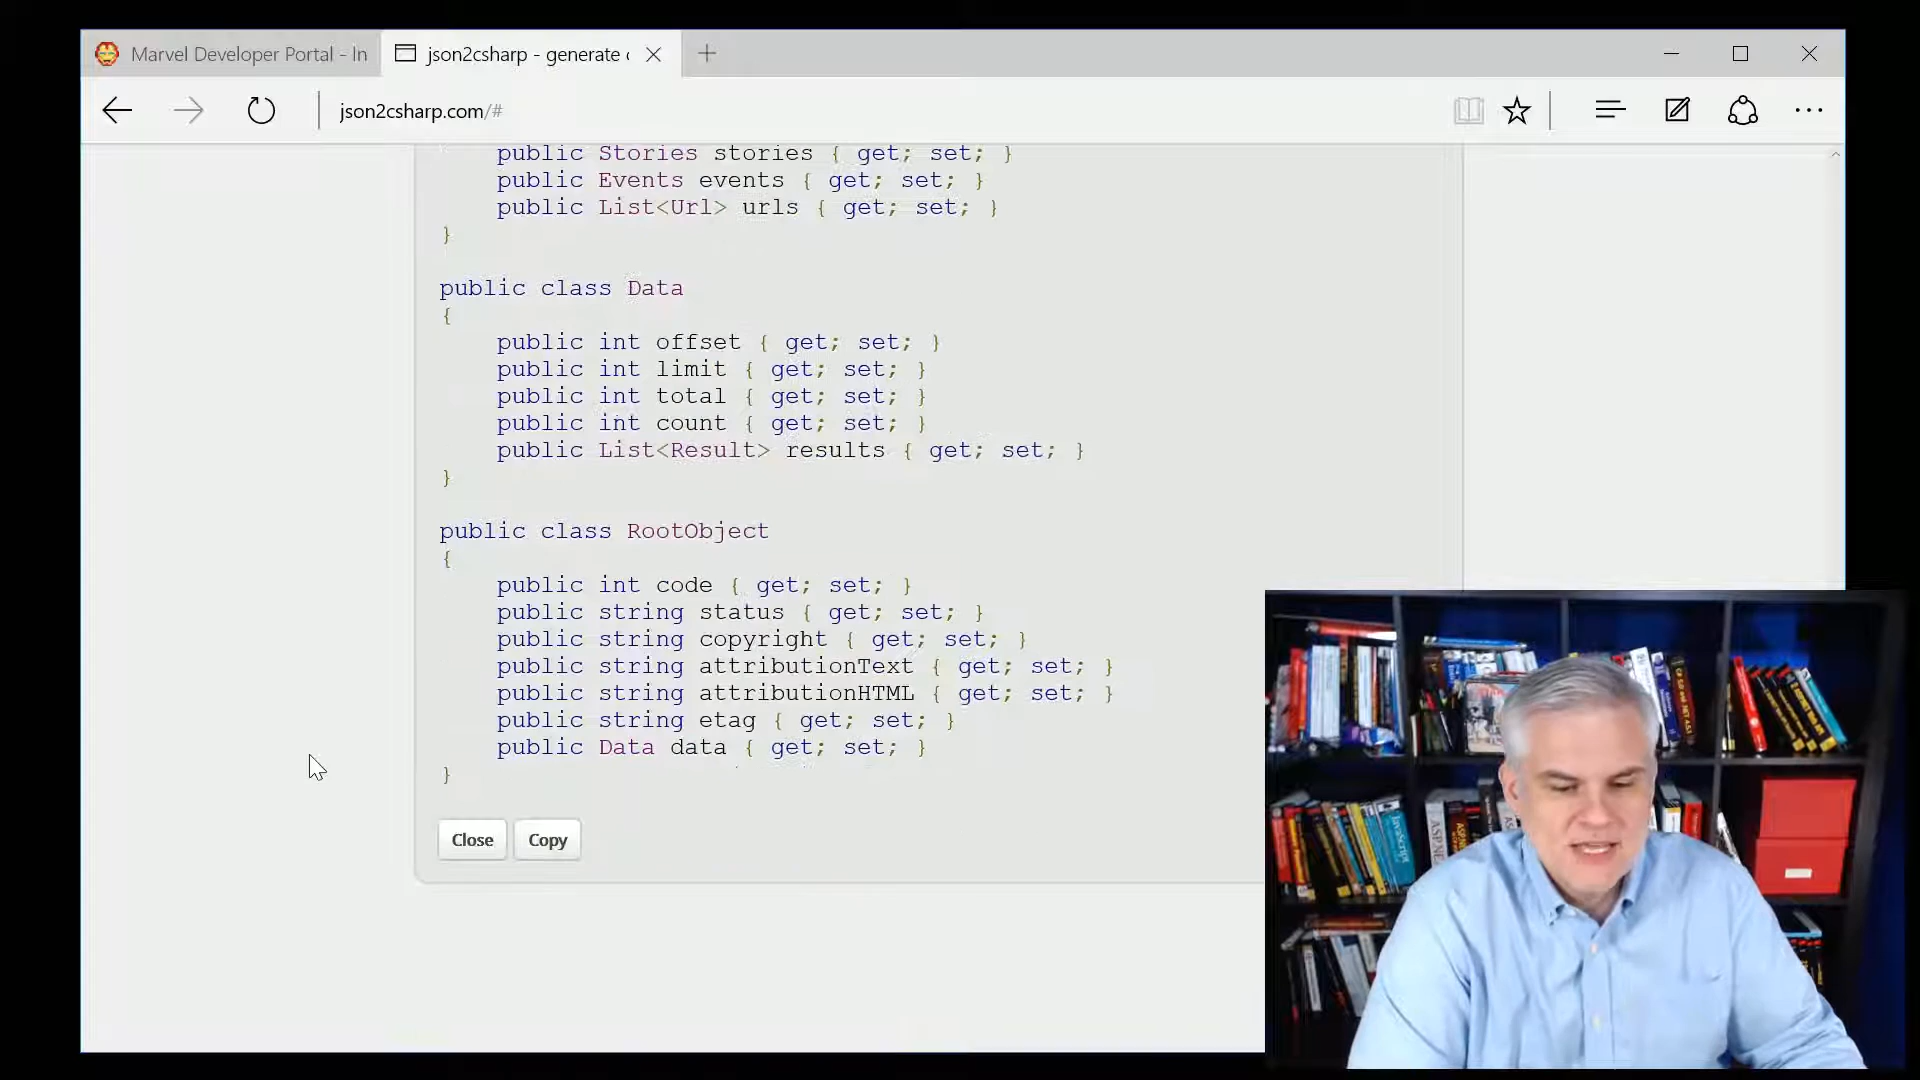 Marvel Developer Portal - In
json2csharp - generate c
json2csharp.com/#
public Stories stories { get; set; }
public Events events { get; set; }
public List<Url> urls { get; set; }
}
public class Data
{
public int offset { get; set; }
public int limit { get; set; }
public int total { get; set; }
public int count { get; set; }
public List<Result> results { get; set; }
}
public class RootObject
{
public int code { get; set; }
public string status { get; set; }
public string copyright { get; set; }
public string attributionText { get; set; }
public string attributionHTML { get; set; }
public string etag { get; set; }
public Data data { get; set; }
}
Close Copy
JavaScript
ASP.NE